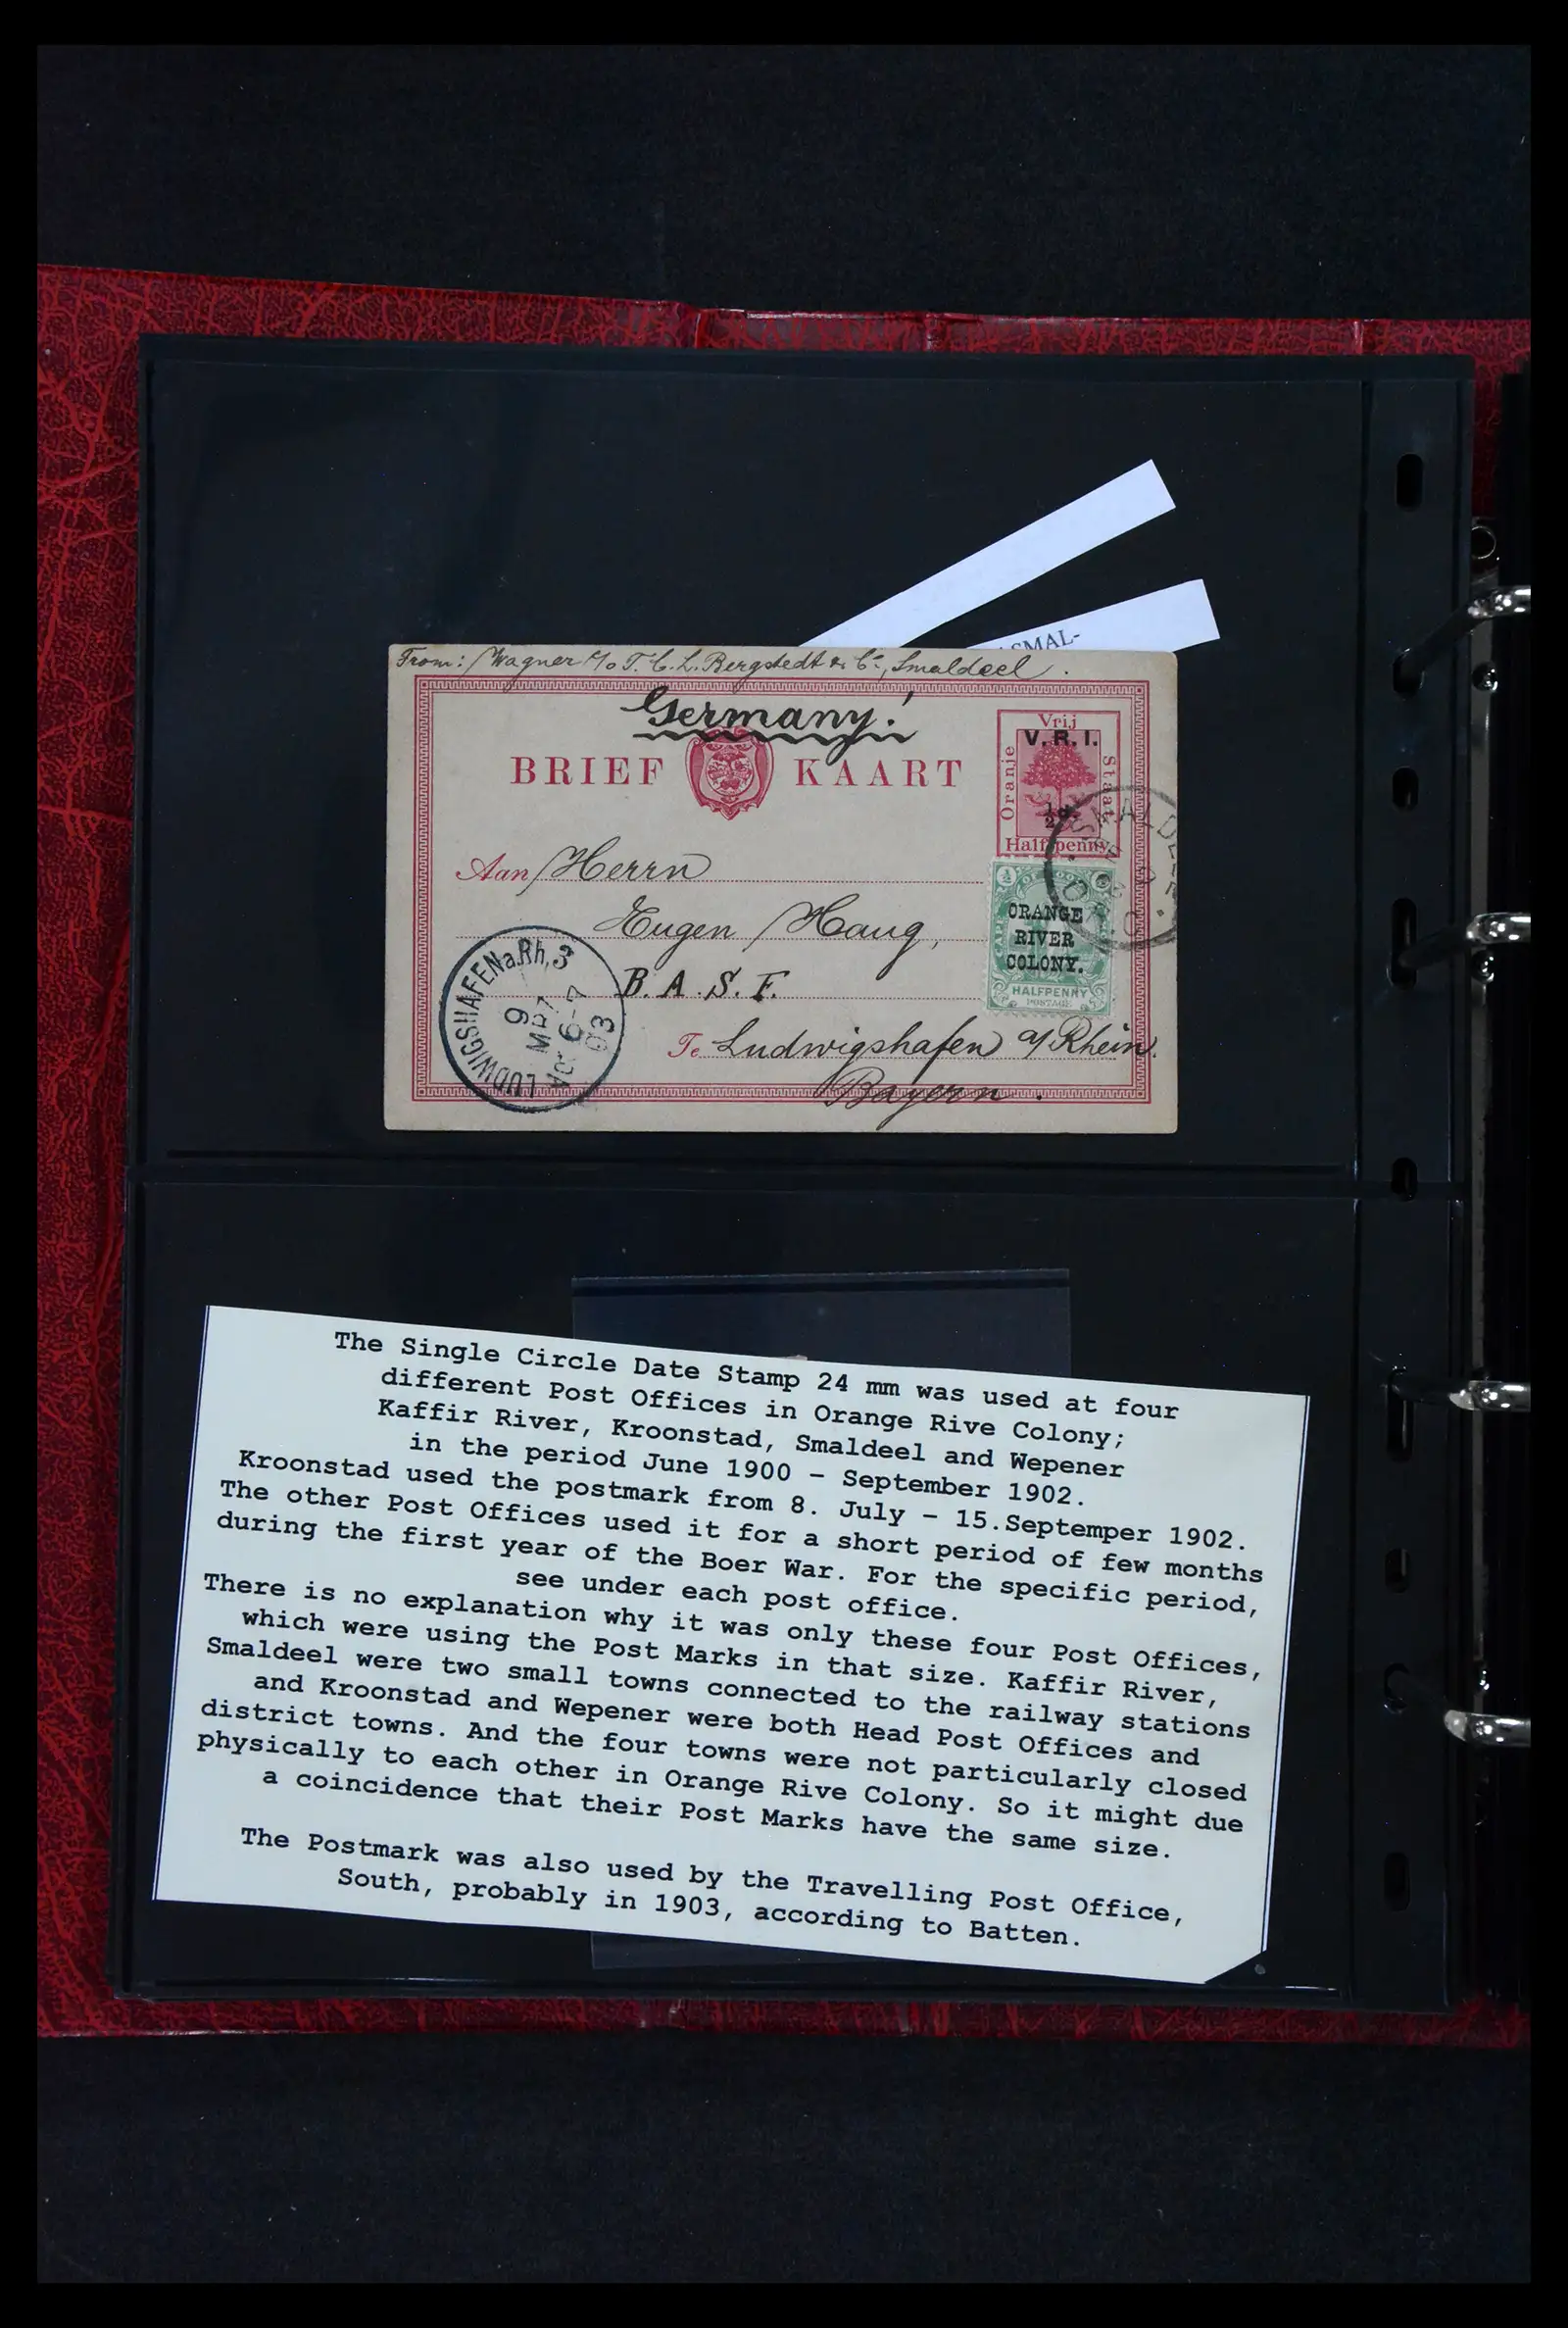 SMAL-
From: Wagner c/o T. C. L. Bergstedt & Co, Smaldeel.
Germany!
BRIEF KAART
Vrij
V.R.I.
Oranje
Staat
½d.
Halfpenny
SMALDEEL
O.R.C
Aan Herrn
Eugen Haug,
B.A.S.F.
Te Ludwigshafen a/Rhein.
Bayern.
½
ORANGE
RIVER
COLONY.
HALFPENNY
POSTAGE
LUDWIGSHAFEN a.Rh. 3
9
MRZ
6-7
03
The Single Circle Date Stamp 24 mm was used at four
different Post Offices in Orange Rive Colony;
Kaffir River, Kroonstad, Smaldeel and Wepener
in the period June 1900 – September 1902.
Kroonstad used the postmark from 8. July – 15.Septemper 1902.
The other Post Offices used it for a short period of few months
during the first year of the Boer War. For the specific period,
see under each post office.
There is no explanation why it was only these four Post Offices,
which were using the Post Marks in that size. Kaffir River,
Smaldeel were two small towns connected to the railway stations
and Kroonstad and Wepener were both Head Post Offices and
district towns. And the four towns were not particularly closed
physically to each other in Orange Rive Colony. So it might due
a coincidence that their Post Marks have the same size.
The Postmark was also used by the Travelling Post Office,
South, probably in 1903, according to Batten.